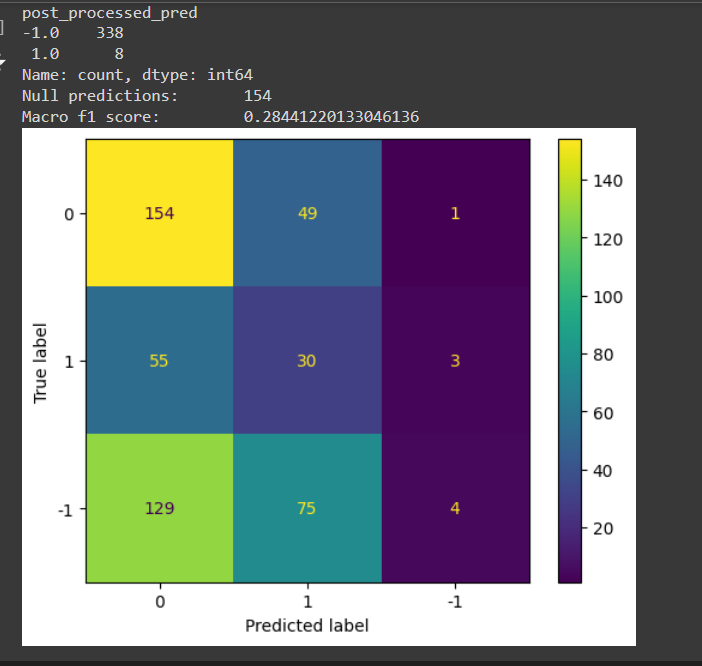 post_processed_pred
-1.0    338
 1.0      8
Name: count, dtype: int64
Null predictions:       154
Macro f1 score:         0.28441220133046136
0 154 49 1
1 55 30 3
-1 129 75 4
0 1 -1
True label
Predicted label
140
120
100
80
60
40
20